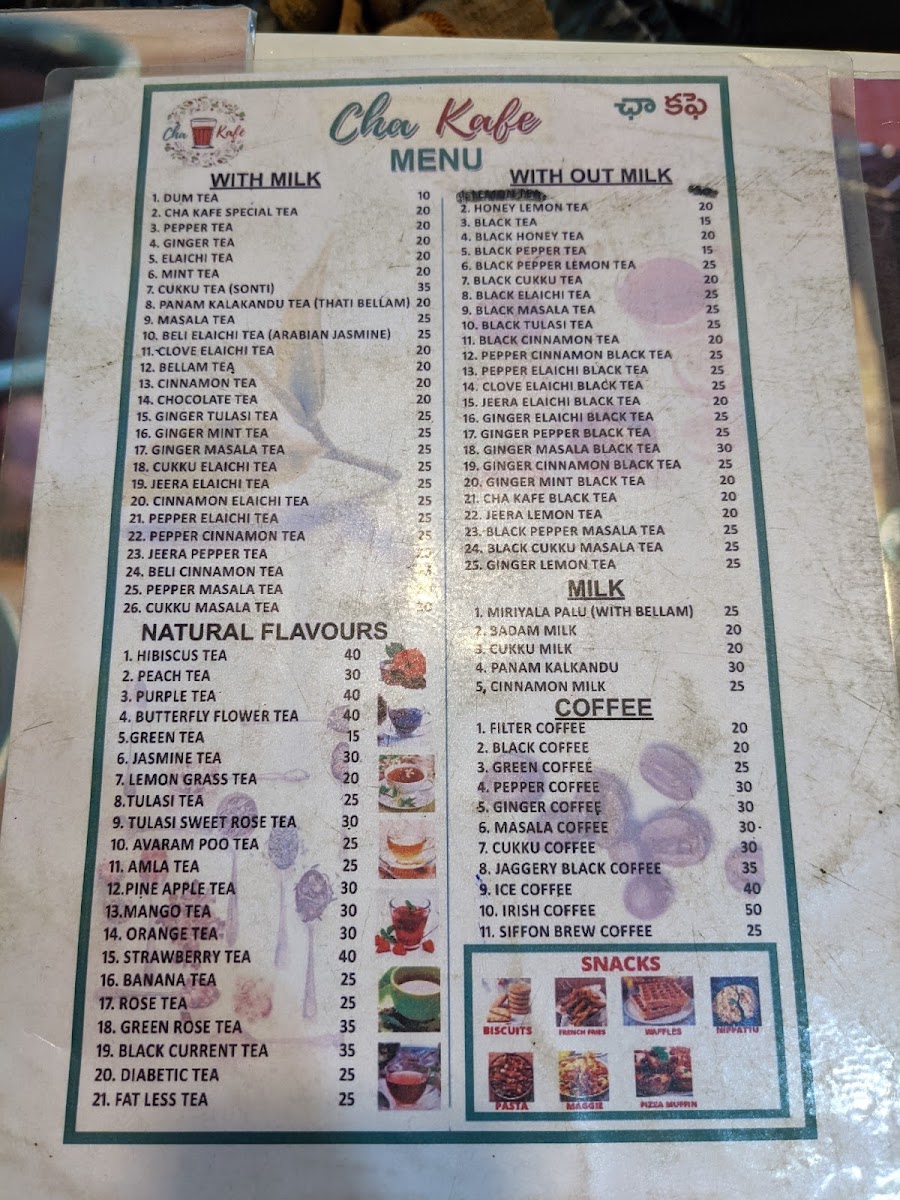 Cha Kafe
Cha Kafe
ఛా కఫె
MENU
WITH MILK
1. DUM TEA 10
2. CHA KAFE SPECIAL TEA 20
3. PEPPER TEA 20
4. GINGER TEA 20
5. ELAICHI TEA 20
6. MINT TEA 20
7. CUKKU TEA (SONTI) 35
8. PANAM KALAKANDU TEA (THATI BELLAM) 20
9. MASALA TEA 25
10. BELI ELAICHI TEA (ARABIAN JASMINE) 25
11. CLOVE ELAICHI TEA 20
12. BELLAM TEA 20
13. CINNAMON TEA 20
14. CHOCOLATE TEA 20
15. GINGER TULASI TEA 25
16. GINGER MINT TEA 25
17. GINGER MASALA TEA 25
18. CUKKU ELAICHI TEA 25
19. JEERA ELAICHI TEA 25
20. CINNAMON ELAICHI TEA 25
21. PEPPER ELAICHI TEA 25
22. PEPPER CINNAMON TEA 25
23. JEERA PEPPER TEA
24. BELI CINNAMON TEA
25. PEPPER MASALA TEA
26. CUKKU MASALA TEA
NATURAL FLAVOURS
1. HIBISCUS TEA 40
2. PEACH TEA 30
3. PURPLE TEA 40
4. BUTTERFLY FLOWER TEA 40
5.GREEN TEA 15
6. JASMINE TEA 30
7. LEMON GRASS TEA 20
8.TULASI TEA 25
9. TULASI SWEET ROSE TEA 30
10. AVARAM POO TEA 25
11. AMLA TEA 25
12.PINE APPLE TEA 30
13.MANGO TEA 30
14. ORANGE TEA 30
15. STRAWBERRY TEA 40
16. BANANA TEA 25
17. ROSE TEA 25
18. GREEN ROSE TEA 35
19. BLACK CURRENT TEA 35
20. DIABETIC TEA 25
21. FAT LESS TEA 25
WITH OUT MILK
1. LEMON TEA
2. HONEY LEMON TEA 20
3. BLACK TEA 15
4. BLACK HONEY TEA 20
5. BLACK PEPPER TEA 15
6. BLACK PEPPER LEMON TEA 25
7. BLACK CUKKU TEA 20
8. BLACK ELAICHI TEA 25
9. BLACK MASALA TEA 25
10. BLACK TULASI TEA 25
11. BLACK CINNAMON TEA 20
12. PEPPER CINNAMON BLACK TEA 25
13. PEPPER ELAICHI BLACK TEA 25
14. CLOVE ELAICHI BLACK TEA 25
15. JEERA ELAICHI BLACK TEA 20
16. GINGER ELAICHI BLACK TEA 25
17. GINGER PEPPER BLACK TEA 25
18. GINGER MASALA BLACK TEA 30
19. GINGER CINNAMON BLACK TEA 25
20. GINGER MINT BLACK TEA 20
21. CHA KAFE BLACK TEA 20
22. JEERA LEMON TEA 20
23. BLACK PEPPER MASALA TEA 25
24. BLACK CUKKU MASALA TEA 25
25. GINGER LEMON TEA 25
MILK
1. MIRIYALA PALU (WITH BELLAM) 25
2. BADAM MILK 20
3. CUKKU MILK 20
4. PANAM KALKANDU 30
5. CINNAMON MILK 25
COFFEE
1. FILTER COFFEE 20
2. BLACK COFFEE 20
3. GREEN COFFEE 25
4. PEPPER COFFEE 30
5. GINGER COFFEE 30
6. MASALA COFFEE 30
7. CUKKU COFFEE 30
8. JAGGERY BLACK COFFEE 35
9. ICE COFFEE 40
10. IRISH COFFEE 50
11. SIFFON BREW COFFEE 25
SNACKS
BISCUITS FRENCH FRIES WAFFLES NIPPATTU
PASTA MAGGIE PIZZA MUFFIN